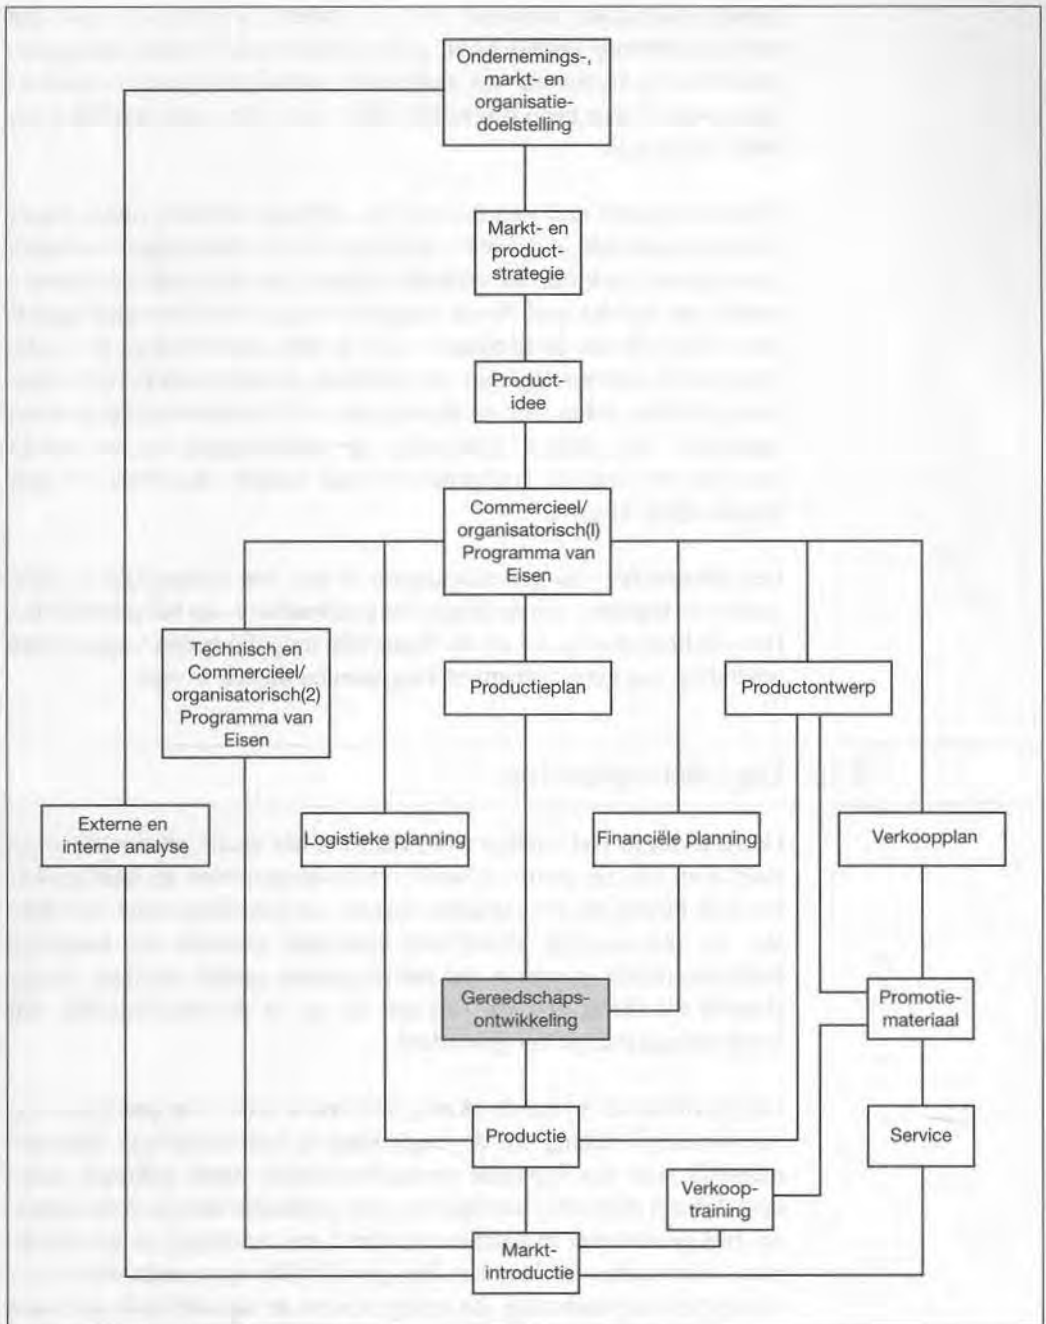 Ondernemings-,
markt- en
organisatie-
doelstelling
Markt- en
product-
strategie
Product-
idee
Commercieel/
organisatorisch(I)
Programma van
Eisen
Technisch en
Commercieel/
organisatorisch(2)
Programma van
Eisen
Productieplan
Productontwerp
Externe en
interne analyse
Logistieke planning
Financiële planning
Verkoopplan
Gereedschaps-
ontwikkeling
Promotie-
materiaal
Productie
Service
Verkoop-
training
Markt-
introductie